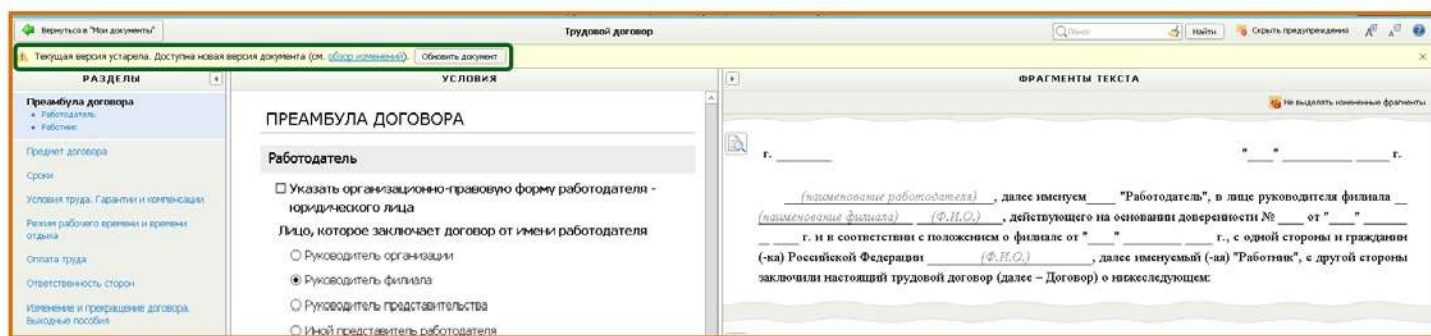 Вернуться в "Мои документы"
Трудовой договор
Поиск
Найти
Скрыть предупреждения
Текущая версия устарела. Доступна новая версия документа (см. обзор изменений).
Обновить документ
РАЗДЕЛЫ
УСЛОВИЯ
ФРАГМЕНТЫ ТЕКСТА
Преамбула договора
Работодатель
Работник
Предмет договора
Сроки
Условия труда. Гарантии и компенсации
Режим рабочего времени и времени
отдыха
Оплата труда
Ответственность сторон
Изменение и прекращение договора.
Выходные пособия
ПРЕАМБУЛА ДОГОВОРА
Работодатель
Указать организационно-правовую форму работодателя -
юридического лица
Лицо, которое заключает договор от имени работодателя
Руководитель организации
Руководитель филиала
Руководитель представительства
Иной представитель работодателя
Не выделять измененные фрагменты
г. ________ "____" ____________ г.
(наименование работодателя) , далее именуем____ "Работодатель", в лице руководителя филиала __
(наименование филиала) (Ф.И.О.) , действующего на основании доверенности № ____ от "____" ______
__ ____ г. и в соответствии с положением о филиале от "____" __________ ____ г., с одной стороны и гражданин
(-ка) Российской Федерации (Ф.И.О.) , далее именуемый (-ая) "Работник", с другой стороны
заключили настоящий трудовой договор (далее – Договор) о нижеследующем: